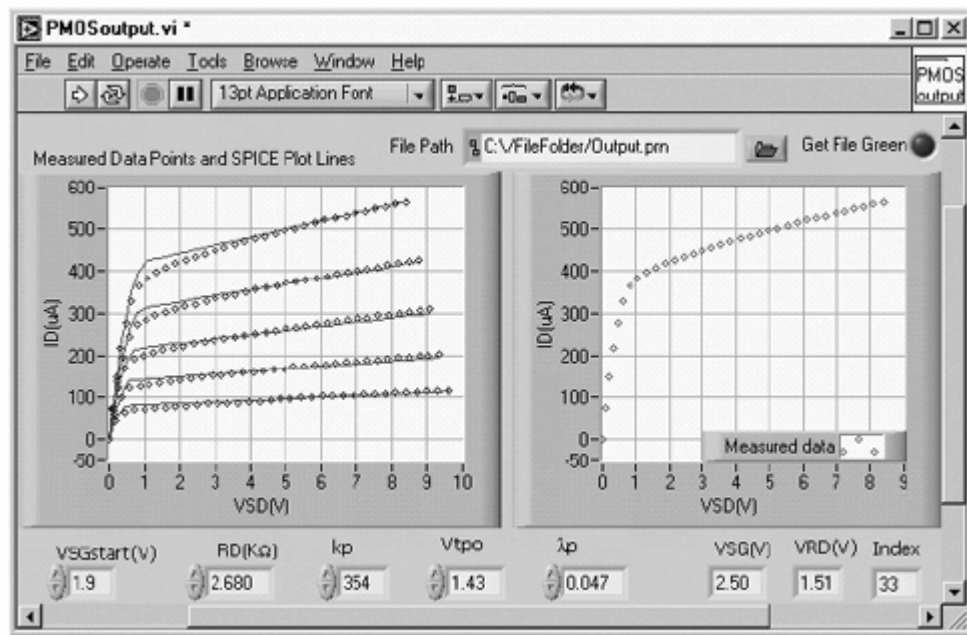 PMOSoutput.vi *
File Edit Operate Tools Browse Window Help
PMOS output
13pt Application Font
File Path C:\/FileFolder/Output.prn Get File Green
Measured Data Points and SPICE Plot Lines
600
500
400
300
200
100
0
-50
ID(uA)
0 1 2 3 4 5 6 7 8 9 10
VSD(V)
600
500
400
300
200
100
0
-50
ID(uA)
Measured data
0 1 2 3 4 5 6 7 8 9
VSD(V)
VSGstart(V) RD(KΩ) kp Vtpo λp VSG(V) VRD(V) Index
1.9 2.680 354 1.43 0.047 2.50 1.51 33